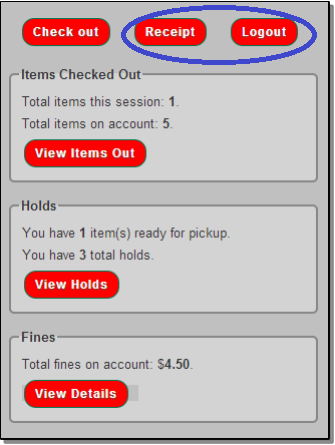 Check out Receipt Logout
Items Checked Out
Total items this session: 1.
Total items on account: 5.
View Items Out
Holds
You have 1 item(s) ready for pickup.
You have 3 total holds.
View Holds
Fines
Total fines on account: $4.50.
View Details